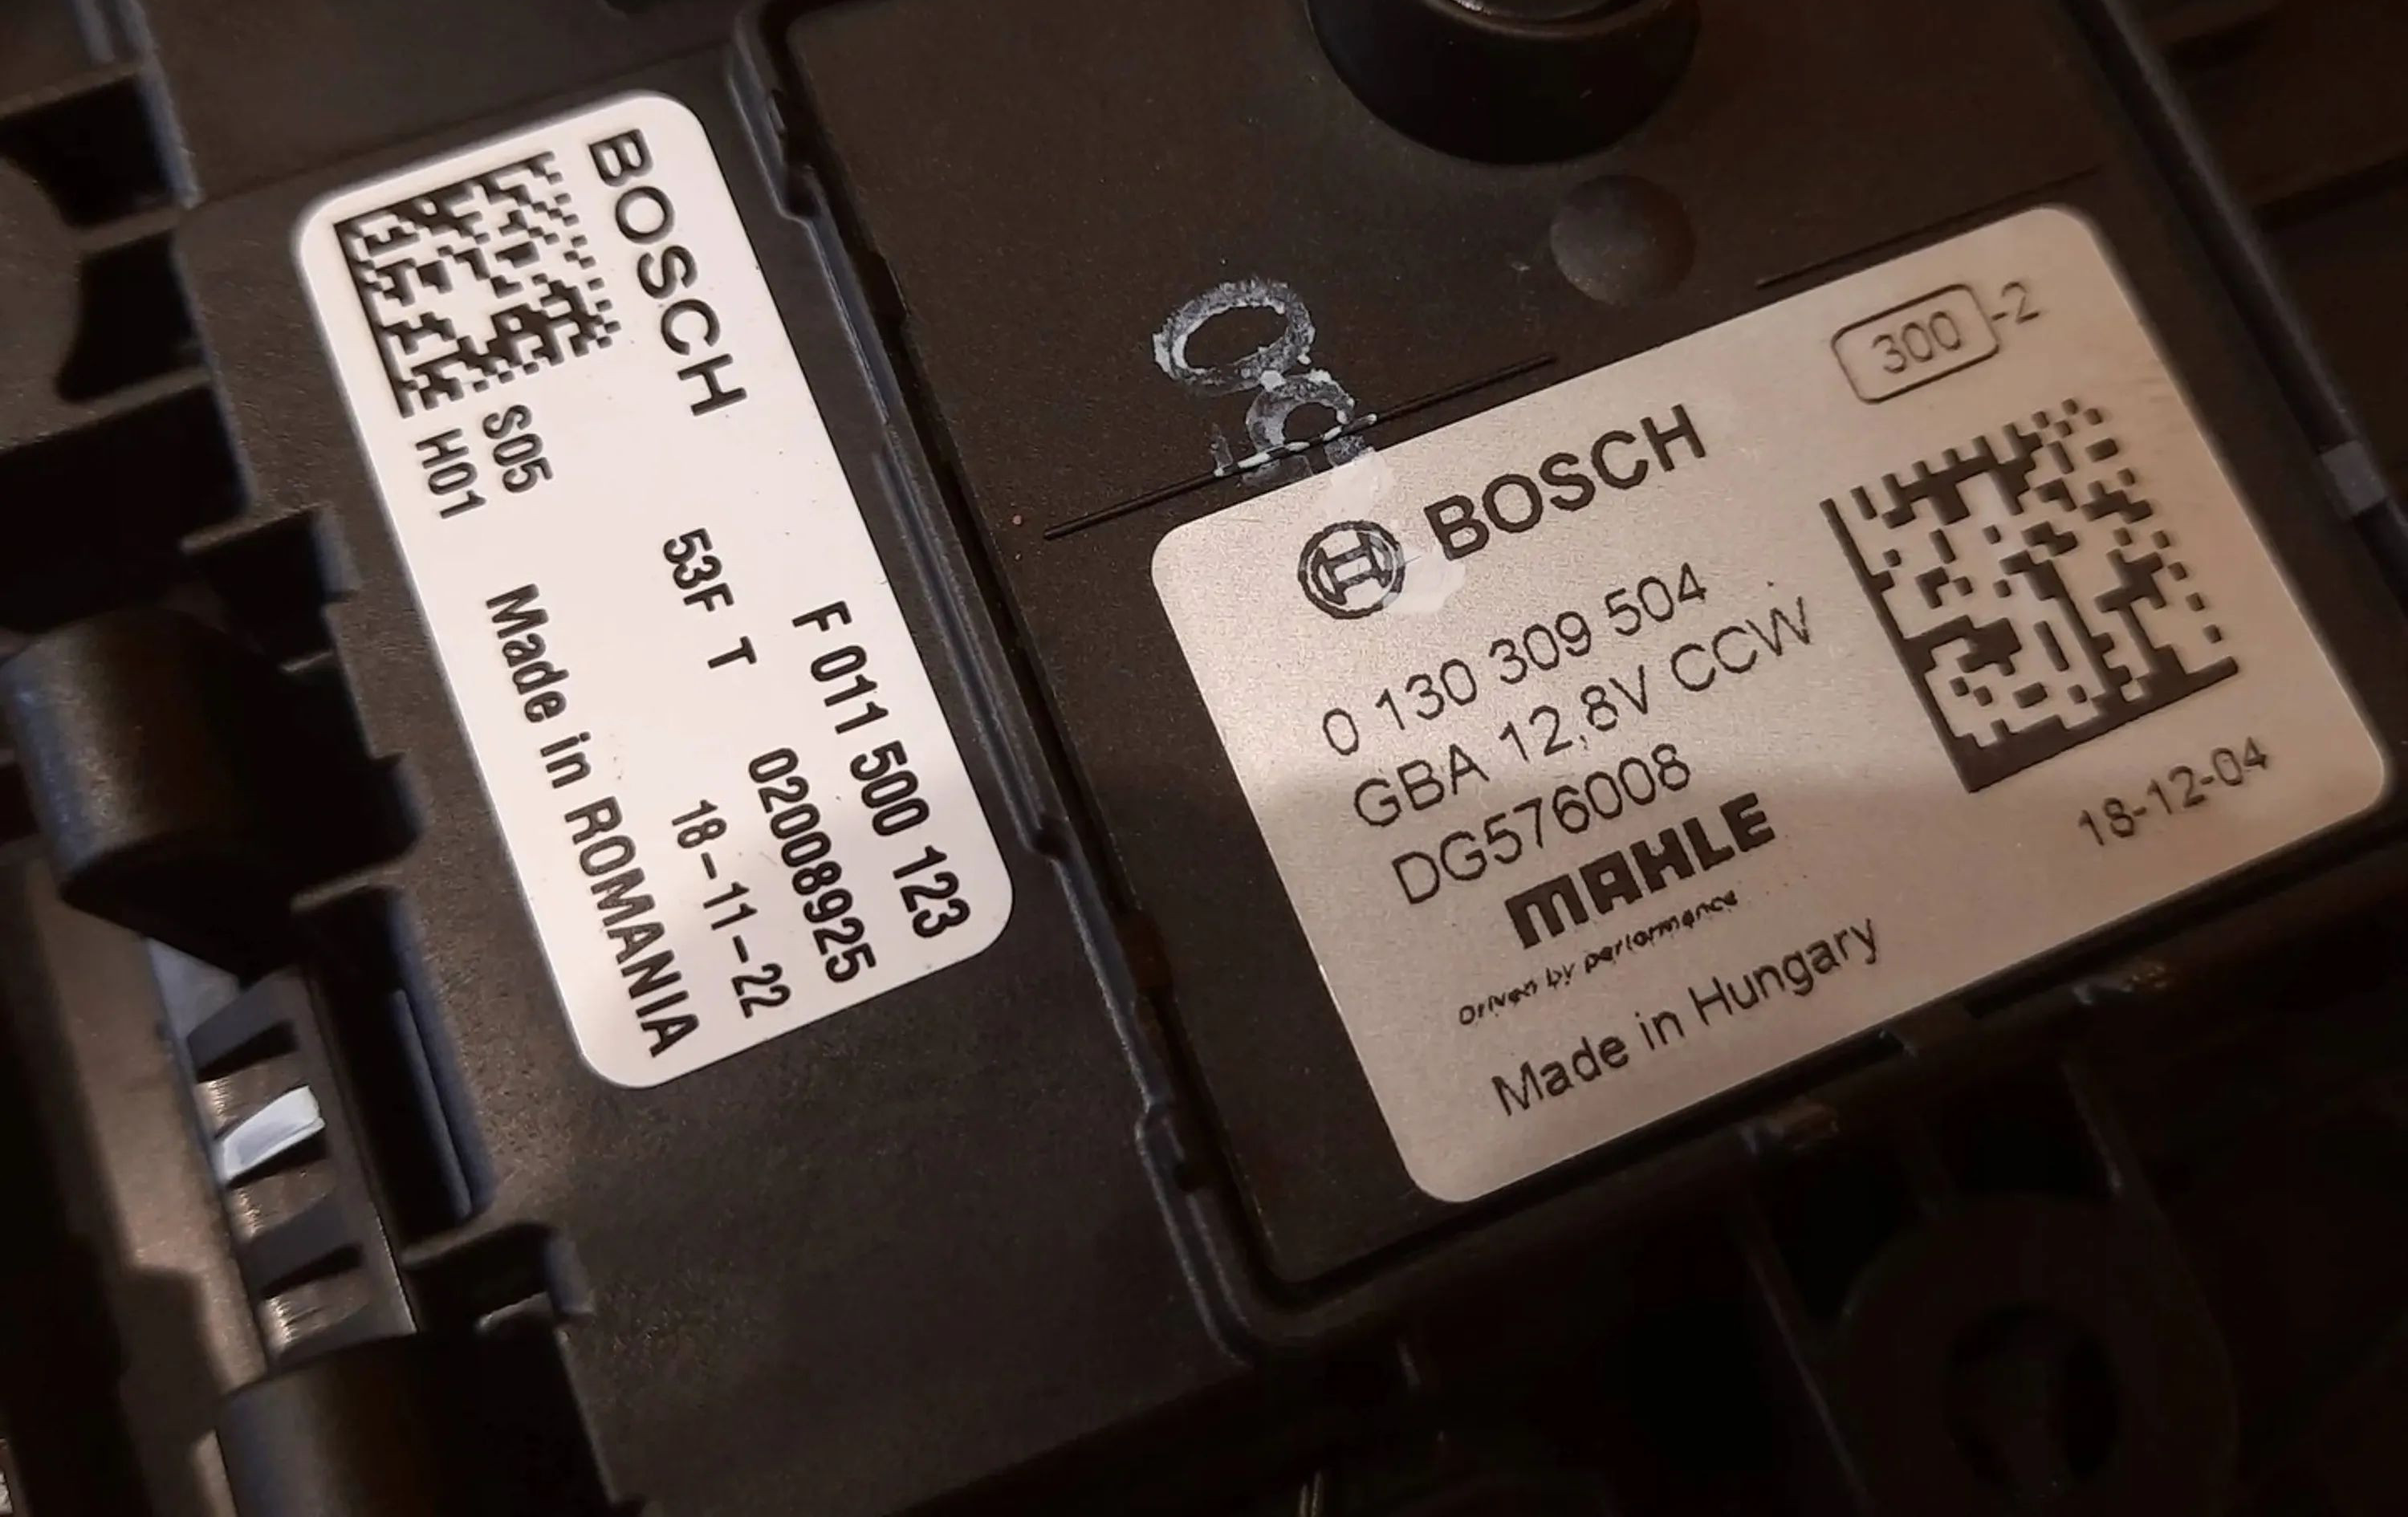 BOSCH
F 011 500 123
02008925
53F T
18-11-22
S05
H01
Made in ROMANIA
300-2
BOSCH
0 130 309 504
GBA 12,8V CCW
DG576008
MAHLE
Driven by performance
Made in Hungary
18-12-04